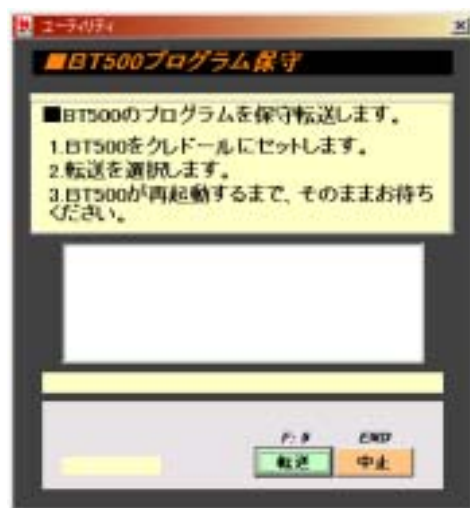 ユーティリティ
■BT500プログラム保守
■BT500のプログラムを保守転送します。
1.BT500をクレドールにセットします。
2.転送を選択します。
3.BT500が再起動するまで、そのままお待ち
ください。
F: 9 END
転送 中止